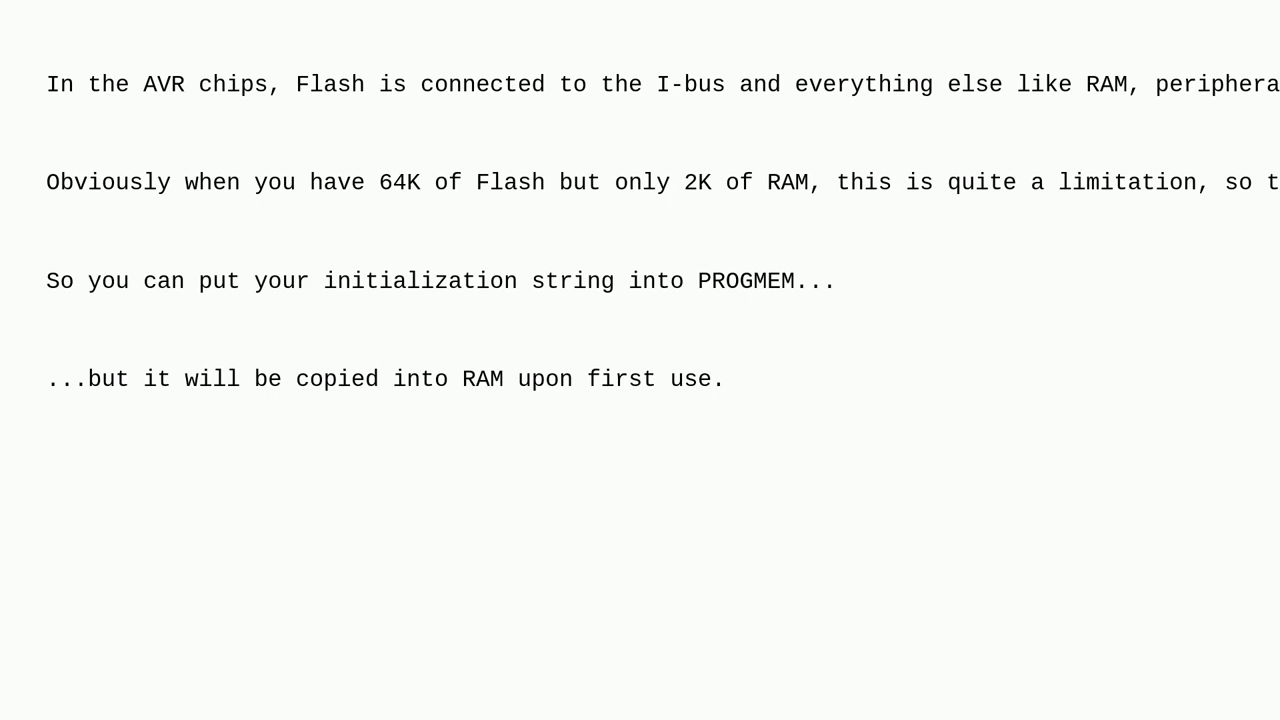 In the AVR chips, Flash is connected to the I-bus and everything else like RAM,
Obviously when you have 64K of Flash but only 2K of RAM, this is quite a limitation, so
So you can put your initialization string into PROGMEM...
...but it will be copied into RAM upon first use.